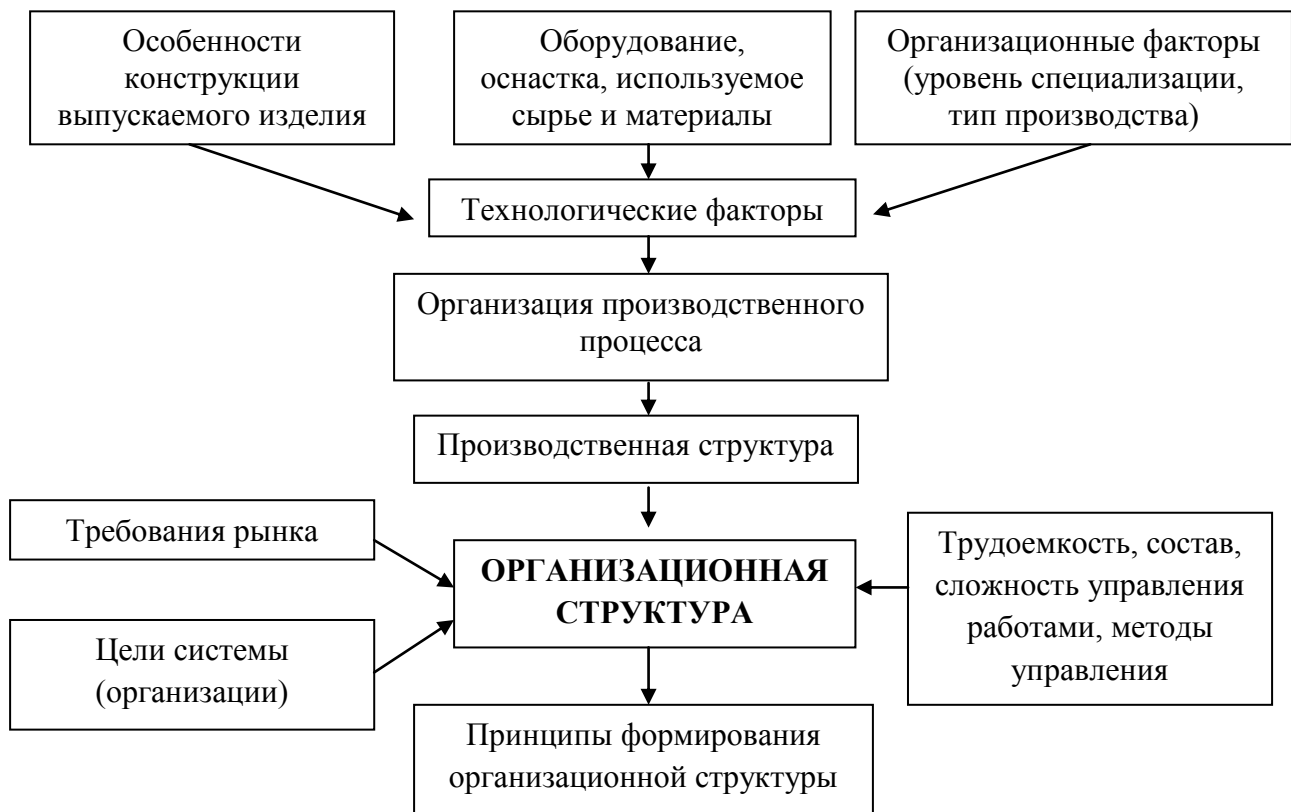 Особенности
конструкции
выпускаемого изделия
Оборудование,
оснастка, используемое
сырье и материалы
Организационные факторы
(уровень специализации,
тип производства)
Технологические факторы
Организация производственного
процесса
Производственная структура
Требования рынка
ОРГАНИЗАЦИОННАЯ
СТРУКТУРА
Трудоемкость, состав,
сложность управления
работами, методы
управления
Цели системы
(организации)
Принципы формирования
организационной структуры